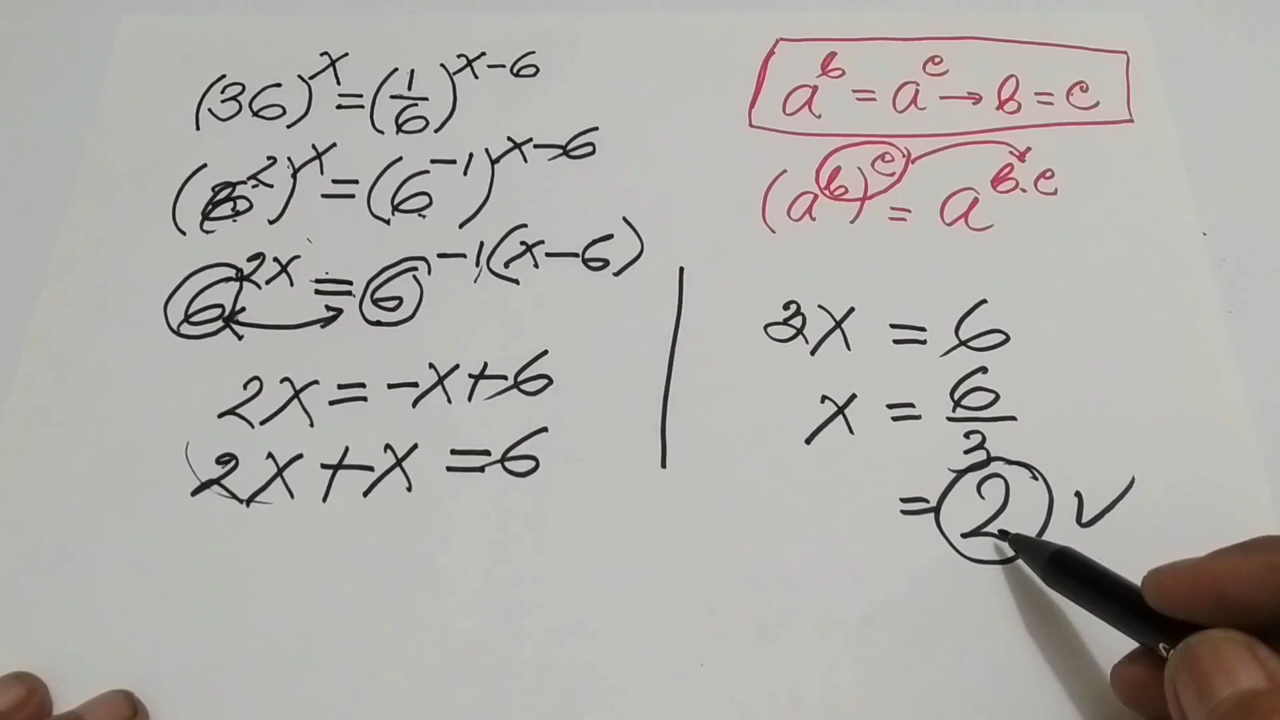 (36)^x = (1/6)^(x-6)
(6^2)^x = (6^-1)^(x-6)
6^2x = 6^-1(x-6)
2x = -x+6
2x+x = 6
a^b = a^c → b = c
(a^b)^c = a^b.c
3x = 6
x = 6/3
= 2 ✓